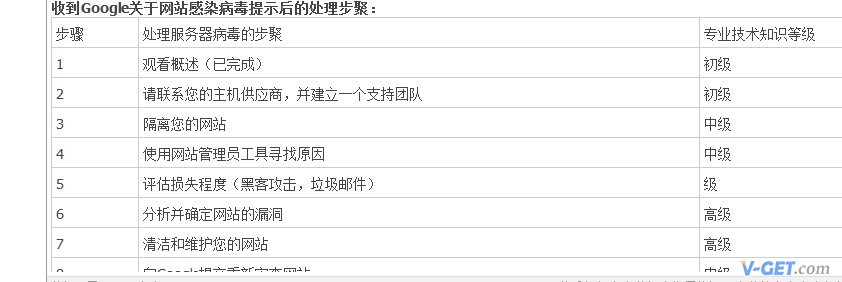 收到Google关于网站感染病毒提示后的处理步聚：
步骤 处理服务器病毒的步聚 专业技术知识等级
1 观看概述（已完成） 初级
2 请联系您的主机供应商，并建立一个支持团队 初级
3 隔离您的网站 中级
4 使用网站管理员工具寻找原因 中级
5 评估损失程度（黑客攻击，垃圾邮件） 级
6 分析并确定网站的漏洞 高级
7 清洁和维护您的网站 高级
V-GET.com